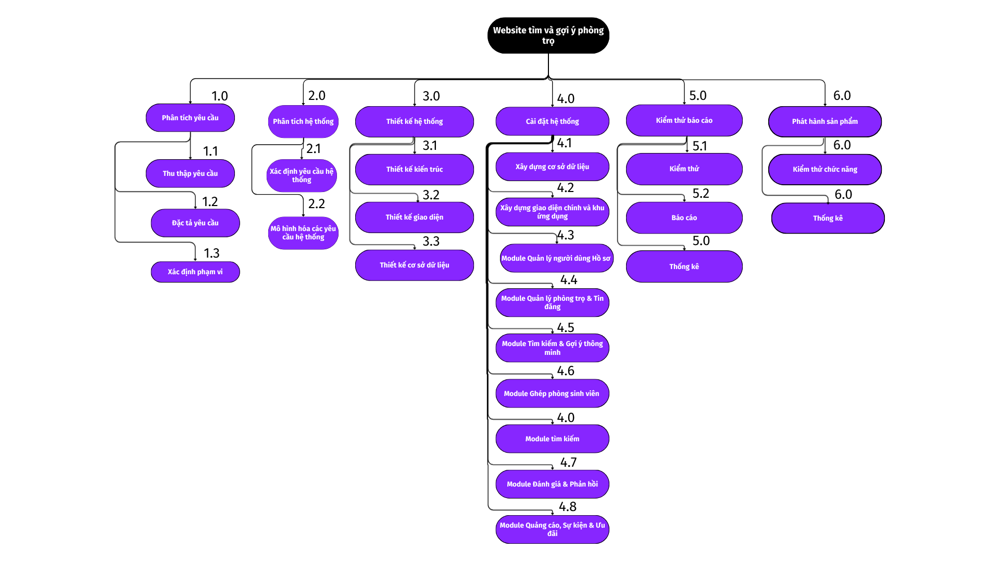 Website tìm và gợi ý phòng
trọ
1.0
Phân tích yêu cầu
1.1
Thu thập yêu cầu
1.2
Đặc tả yêu cầu
1.3
Xác định phạm vi
2.0
Phân tích hệ thống
2.1
Xác định yêu cầu hệ
thống
2.2
Mô hình hóa các yêu
cầu hệ thống
3.0
Thiết kế hệ thống
3.1
Thiết kế kiến trúc
3.2
Thiết kế giao diện
3.3
Thiết kế cơ sở dữ liệu
4.0
Cài đặt hệ thống
4.1
Xây dựng cơ sở dữ liệu
4.2
Xây dựng giao diện chính và khu
ứng dụng
4.3
Module Quản lý người dùng Hồ sơ
4.4
Module Quản lý phòng trọ & Tin
đăng
4.5
Module Tìm kiếm & Gợi ý thông
minh
4.6
Module Ghép phòng sinh viên
4.0
Module tìm kiếm
4.7
Module Đánh giá & Phản hồi
4.8
Module Quảng cáo, Sự kiện & Ưu
đãi
5.0
Kiểm thử báo cáo
5.1
Kiểm thử
5.2
Báo cáo
5.0
Thống kê
6.0
Phát hành sản phẩm
6.0
Kiểm thử chức năng
6.0
Thống kê